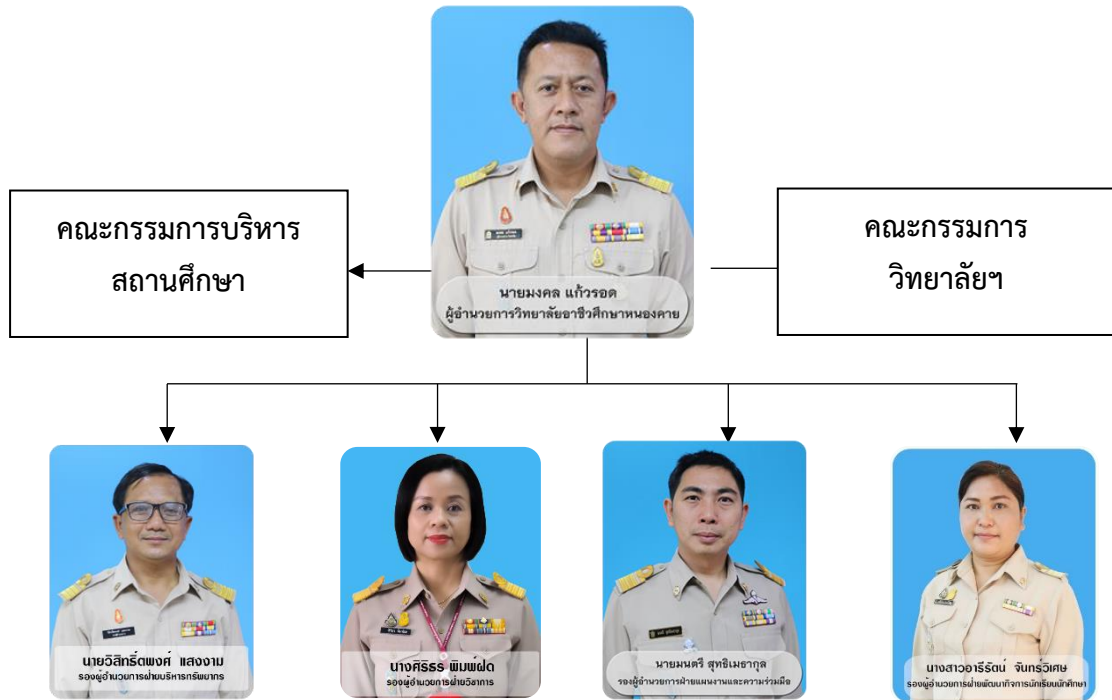 นายมงคล แก้วรอด
ผู้อำนวยการวิทยาลัยอาชีวศึกษาหนองคาย
คณะกรรมการบริหาร
สถานศึกษา
คณะกรรมการ
วิทยาลัยฯ
นายวิสิทธิ์ตพงศ์ แสงงาม
รองผู้อำนวยการฝ่ายบริหารทรัพยากร
นางศิริธร พิมพ์ฝด
รองผู้อำนวยการฝ่ายวิชาการ
นายมนตรี สุทธิเมธากุล
รองผู้อำนวยการฝ่ายแผนงานและความร่วมมือ
นางสาวอารีรัตน์ จันทร์วิเศษ
รองผู้อำนวยการฝ่ายพัฒนากิจการนักเรียนนักศึกษา